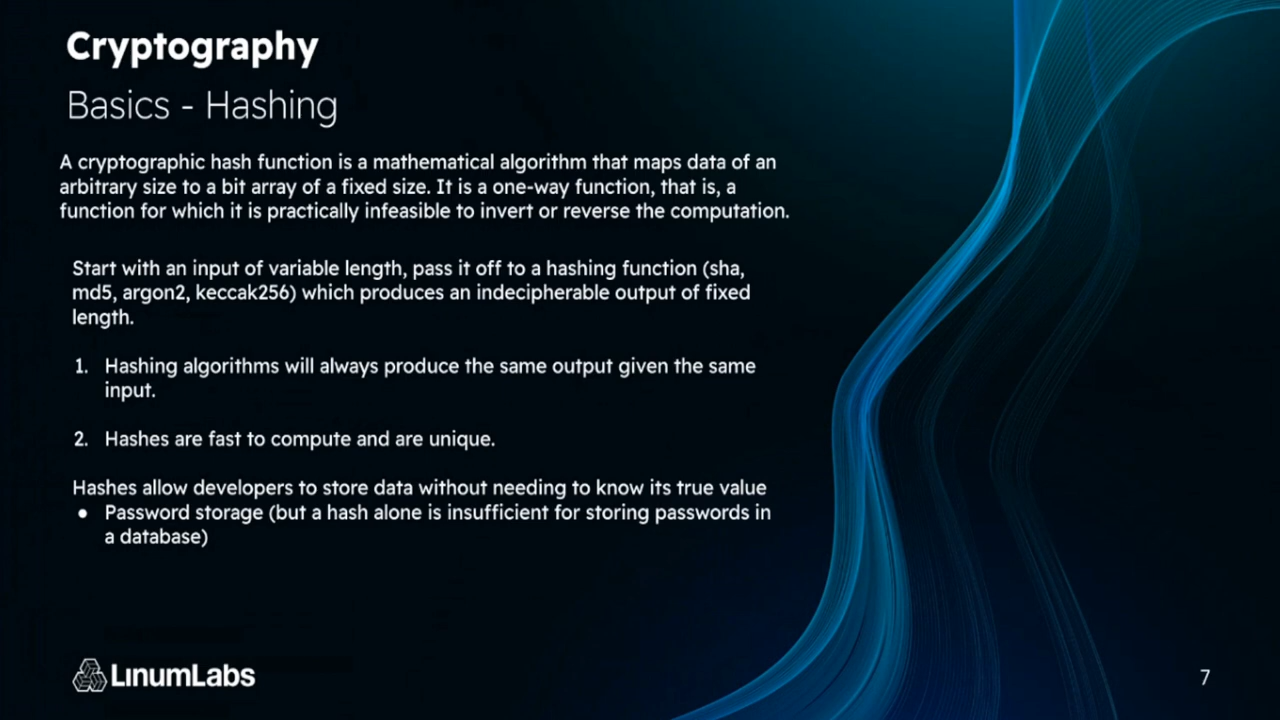 Cryptography
Basics - Hashing
A cryptographic hash function is a mathematical algorithm that maps data of an
arbitrary size to a bit array of a fixed size. It is a one-way function, that is, a
function for which it is practically infeasible to invert or reverse the computation.
Start with an input of variable length, pass it off to a hashing function (sha,
md5, argon2, keccak256) which produces an indecipherable output of fixed
length.
1. Hashing algorithms will always produce the same output given the same
input.
2. Hashes are fast to compute and are unique.
Hashes allow developers to store data without needing to know its true value
● Password storage (but a hash alone is insufficient for storing passwords in
a database)
LinumLabs
7